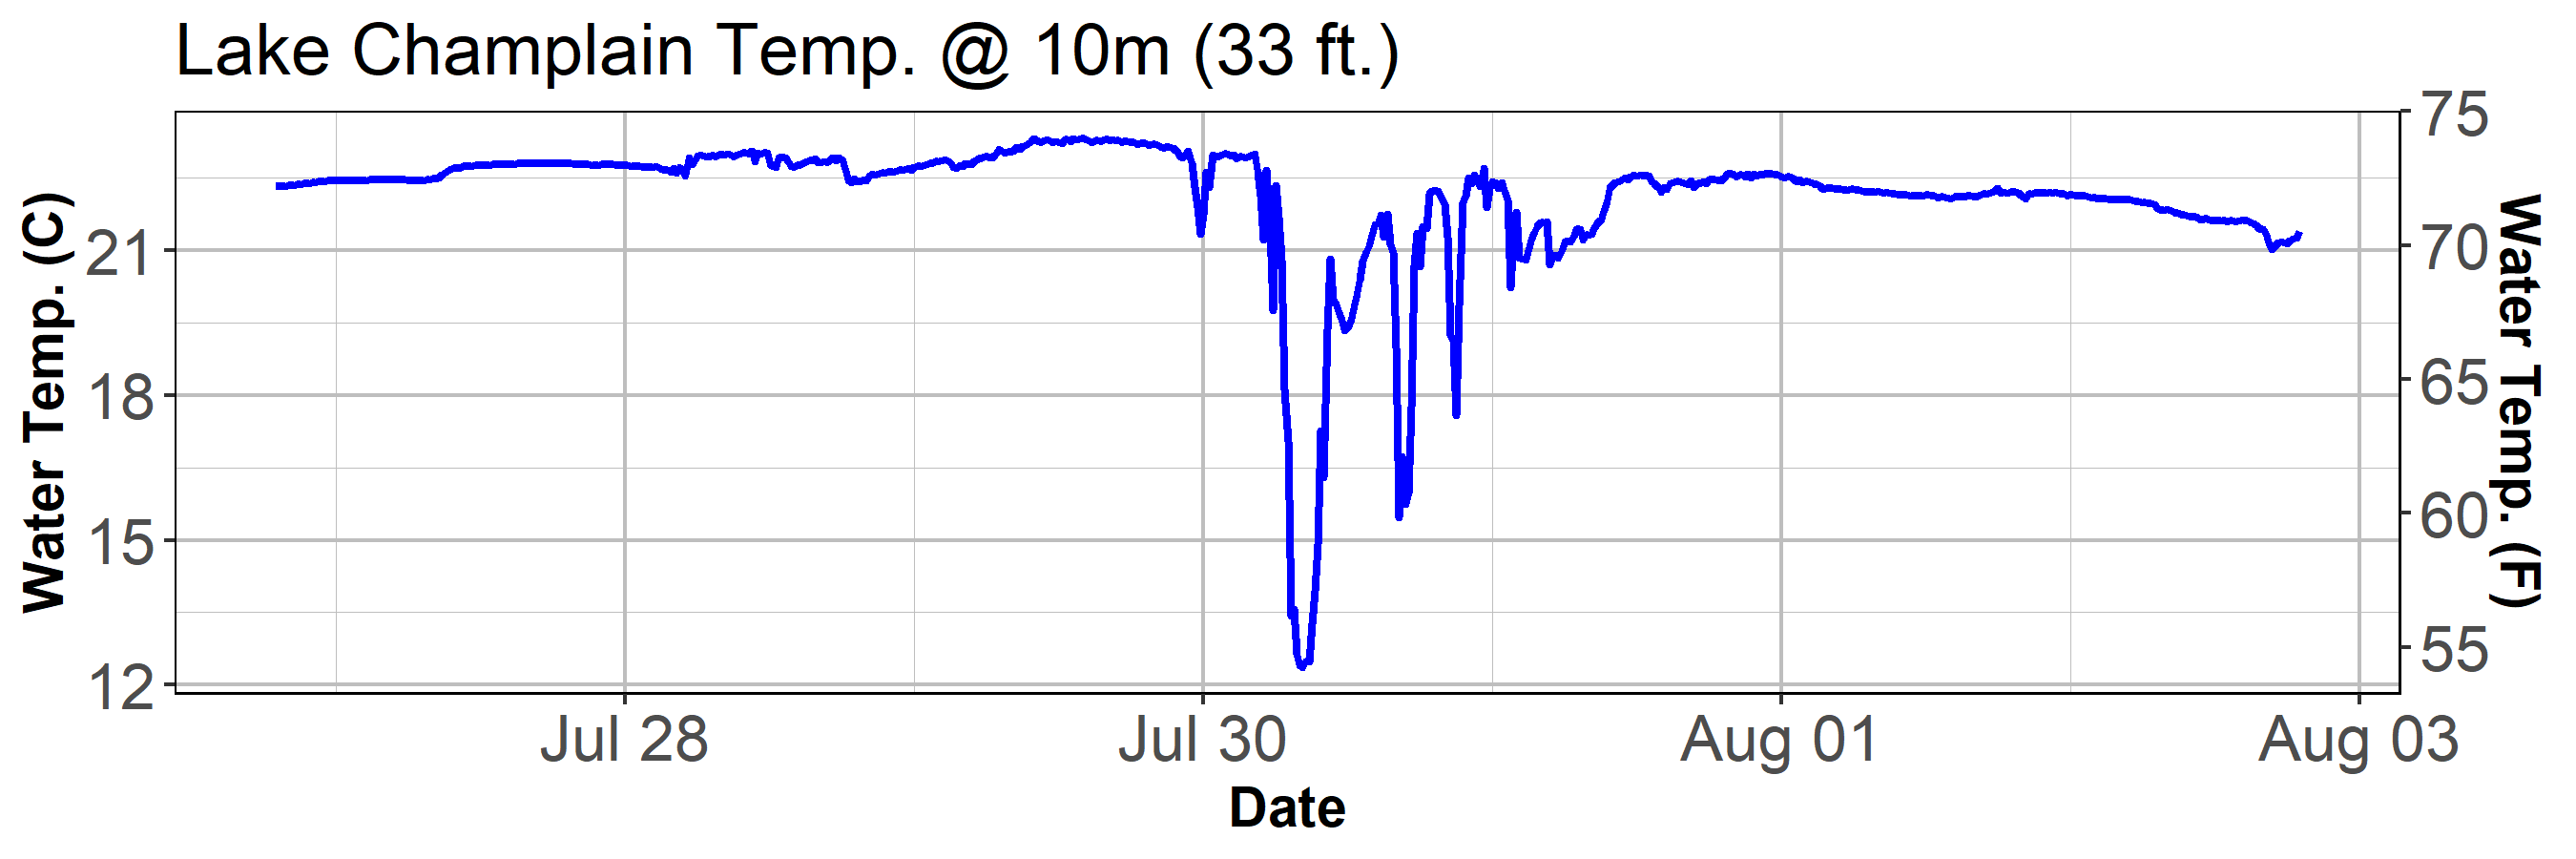 Lake Champlain Temp. @ 10m (33 ft.)
Water Temp. (C)
21
18
15
12
75
70
65
60
55
Water Temp. (F)
Jul 28
Jul 30
Aug 01
Aug 03
Date